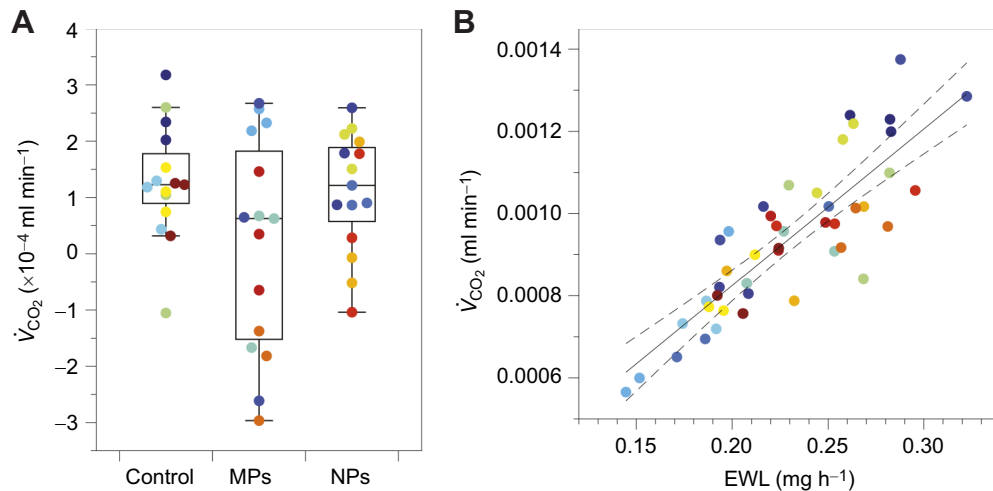 A
V̇CO2 (×10−4 ml min−1)
4
3
2
1
0
−1
−2
−3
Control MPs NPs
B
V̇CO2 (ml min−1)
0.0014
0.0012
0.0010
0.0008
0.0006
0.15 0.20 0.25 0.30
EWL (mg h−1)